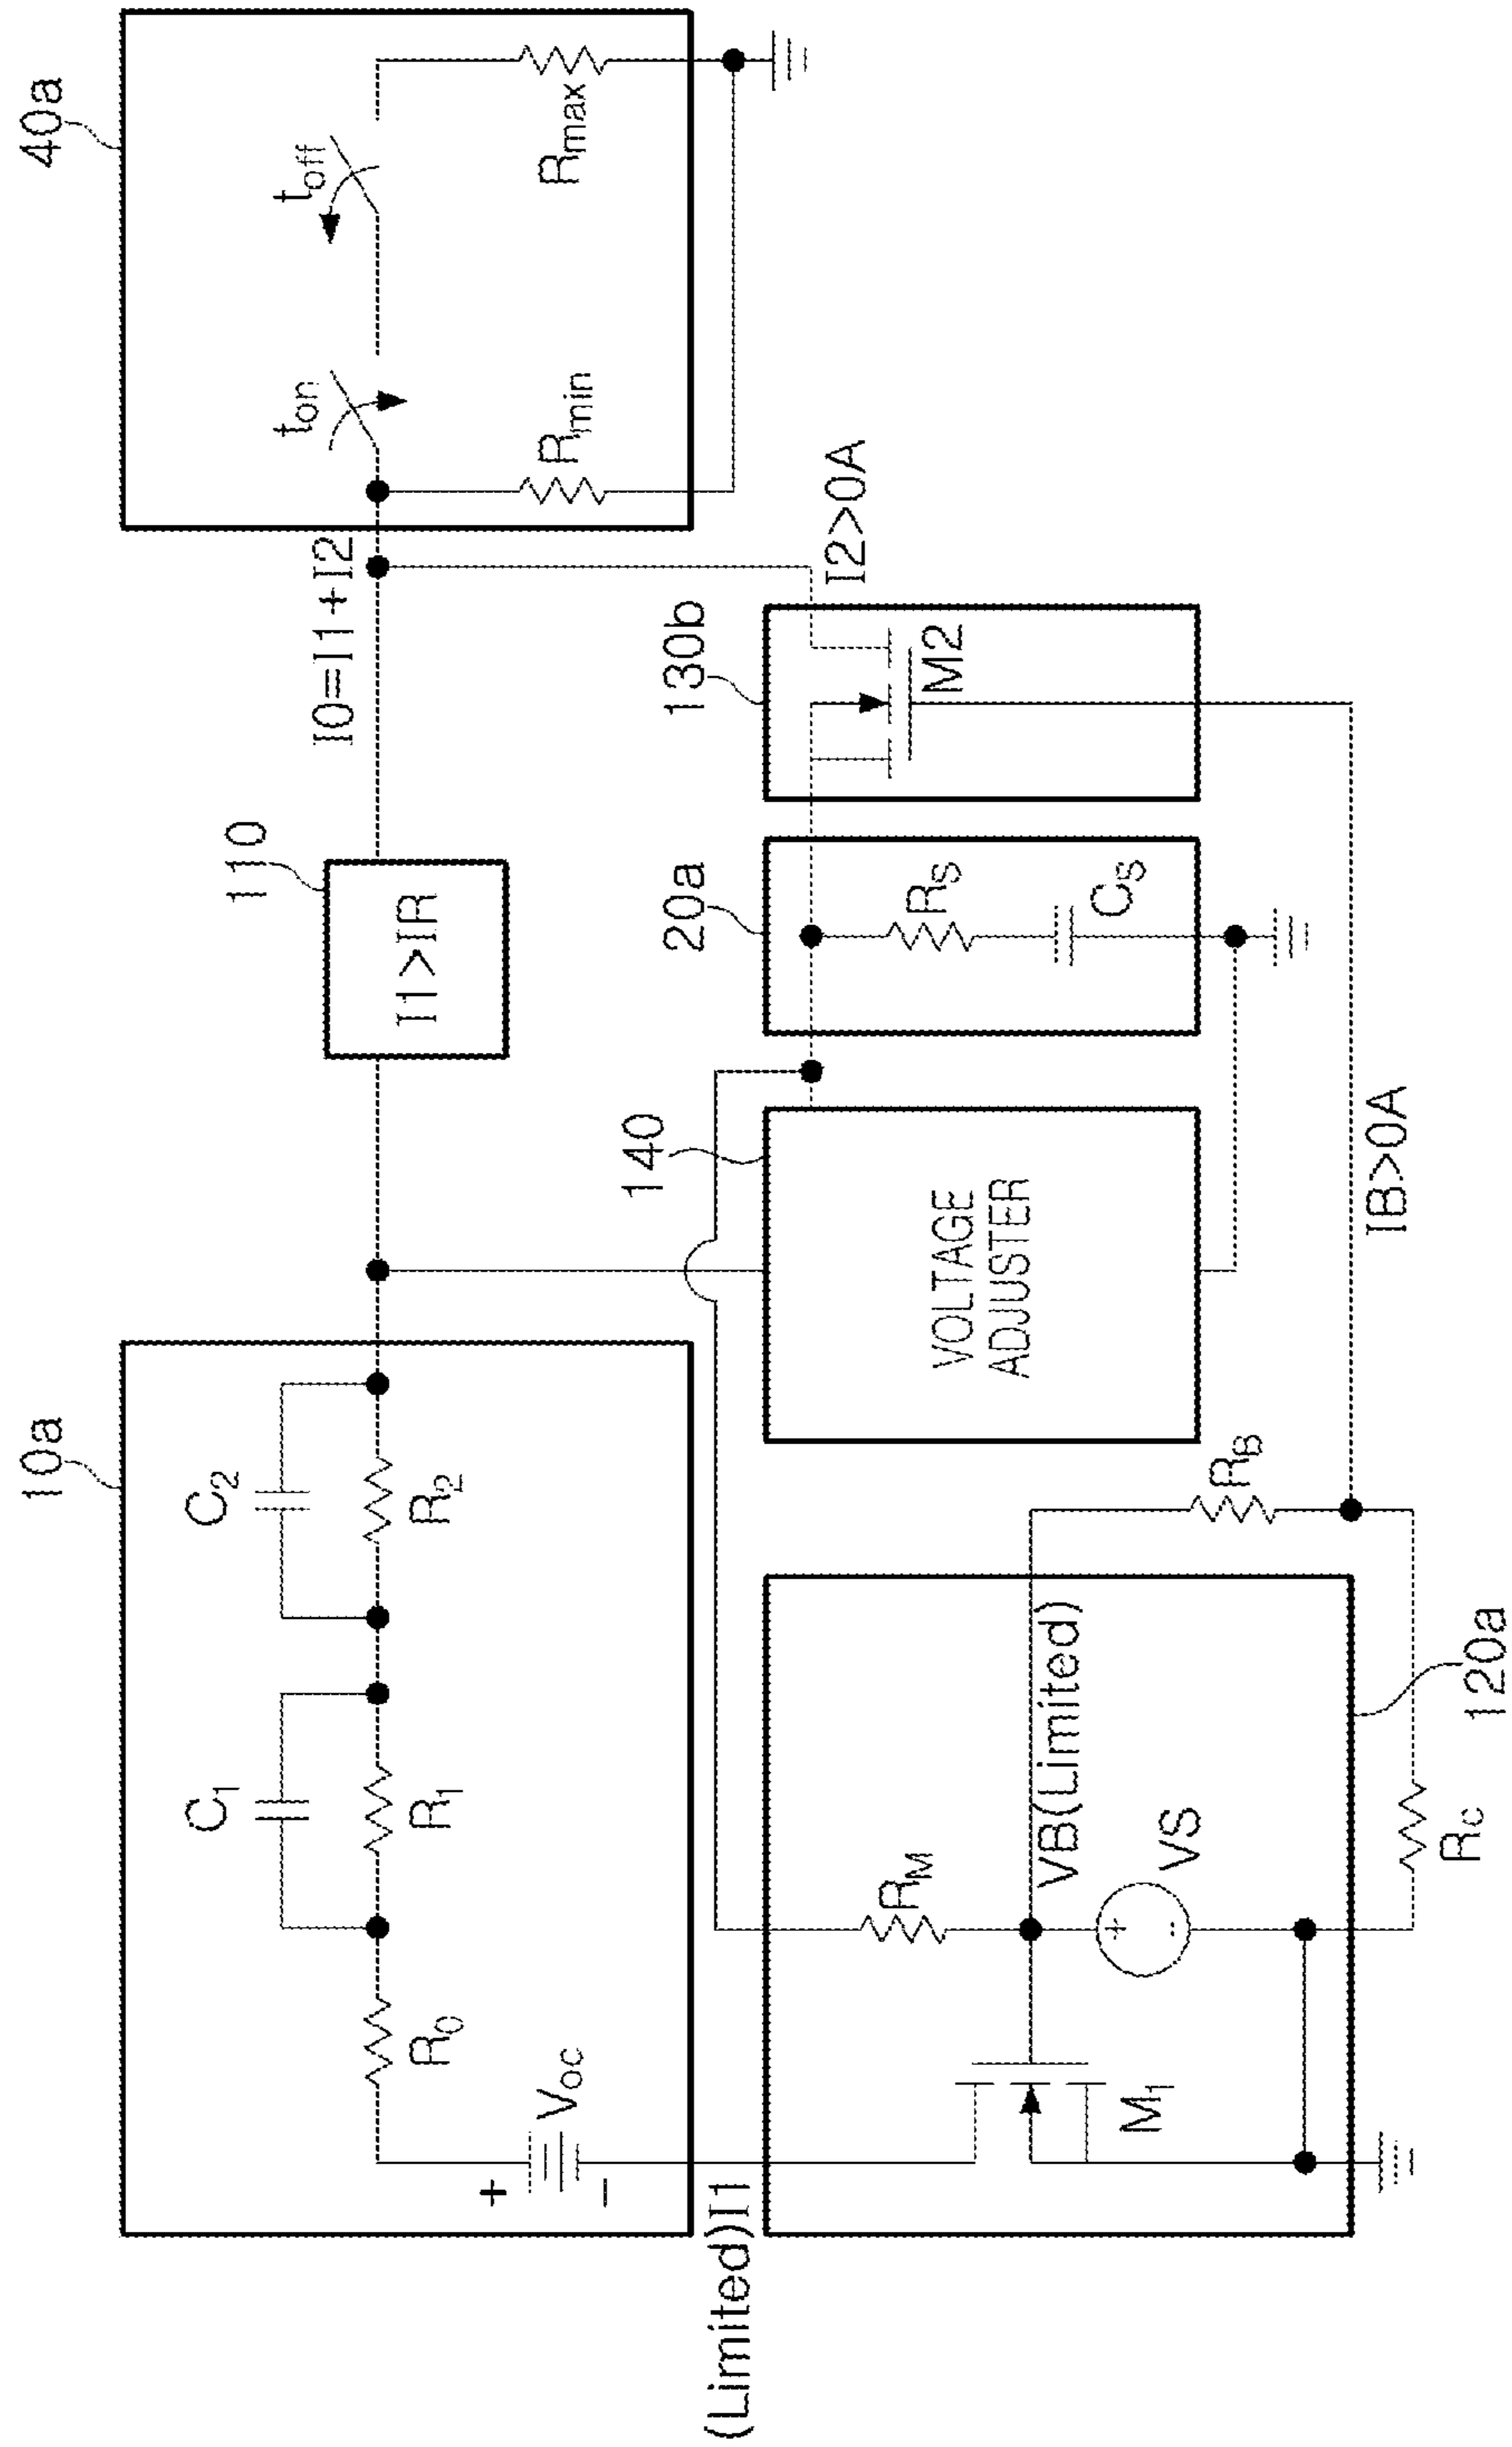 10a
C₂
C₁
R₀
R₁
R₂
Voc
+
−
110
I1>IR
I0=I1+I2
40a
ton
toff
Rmin
Rmax
(Limited)I1
140
VOLTAGE
ADJUSTER
20a
RS
CS
130b
M2
I2>0A
RM
M₁
VB(Limited)
+
-
VS
RB
RC
IB>0A
120a